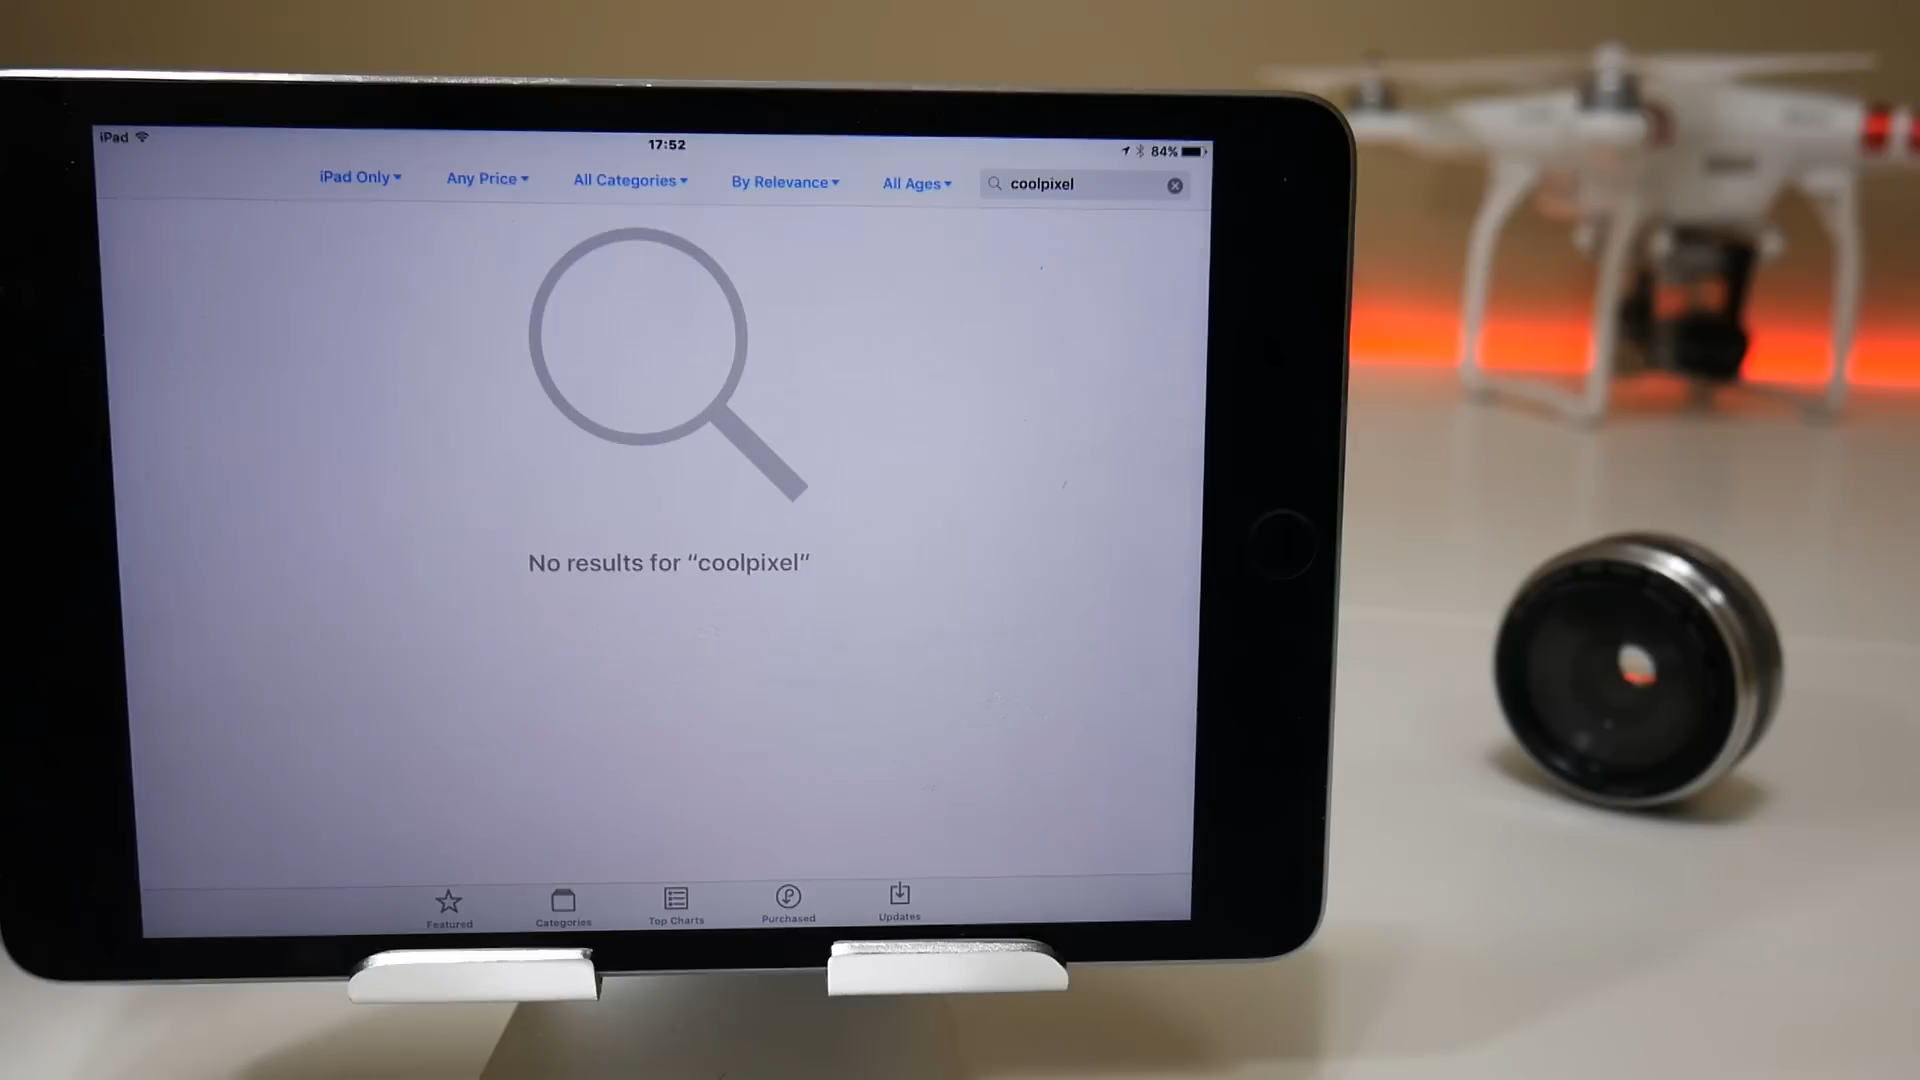 iPad
17:52
84%
iPad Only
Any Price
All Categories
By Relevance
All Ages
coolpixel
No results for “coolpixel”
Featured
Categories
Top Charts
Purchased
Updates